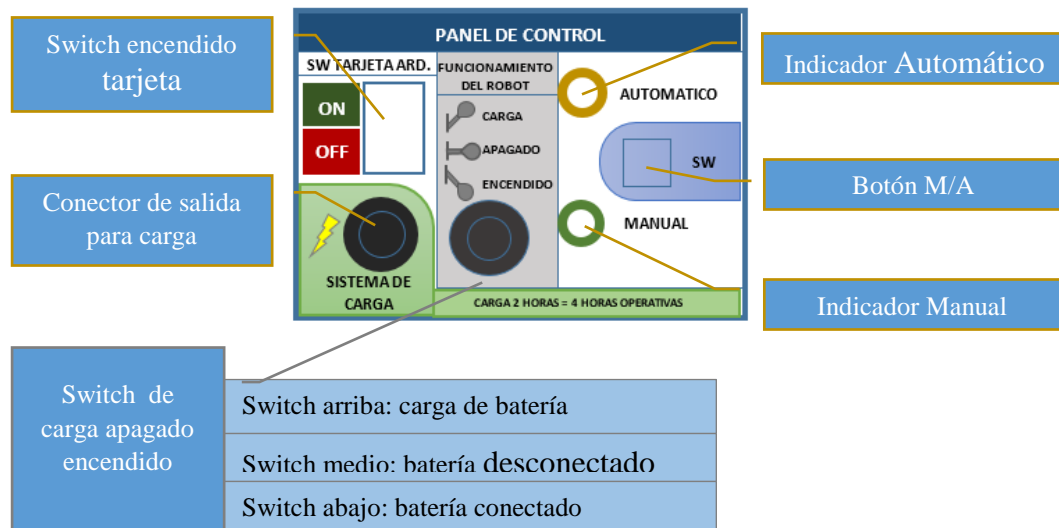 Switch encendido
tarjeta
Conector de salida
para carga
PANEL DE CONTROL
SW TARJETA ARD.
ON
OFF
FUNCIONAMIENTO
DEL ROBOT
CARGA
APAGADO
ENCENDIDO
AUTOMATICO
SW
MANUAL
SISTEMA DE
CARGA
CARGA 2 HORAS = 4 HORAS OPERATIVAS
Indicador Automático
Botón M/A
Indicador Manual
Switch de
carga apagado
encendido
Switch arriba: carga de batería
Switch medio: batería desconectado
Switch abajo: batería conectado